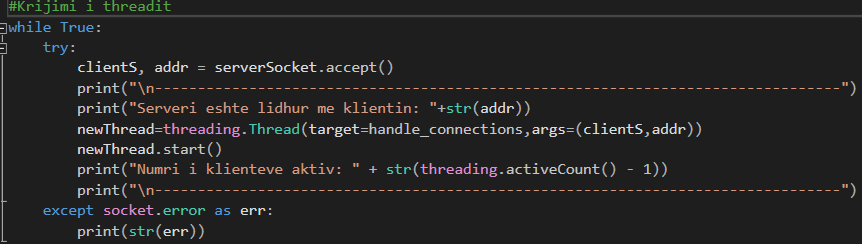 #Krijimi i threadit
while True:
    try:
        clientS, addr = serverSocket.accept()
        print("\n-------------------------------------------------------------------------------")
        print("Serveri eshte lidhur me klientin: "+str(addr))
        newThread=threading.Thread(target=handle_connections,args=(clientS,addr))
        newThread.start()
        print("Numri i klienteve aktiv: " + str(threading.activeCount() - 1))
        print("\n-------------------------------------------------------------------------------")
    except socket.error as err:
        print(str(err))